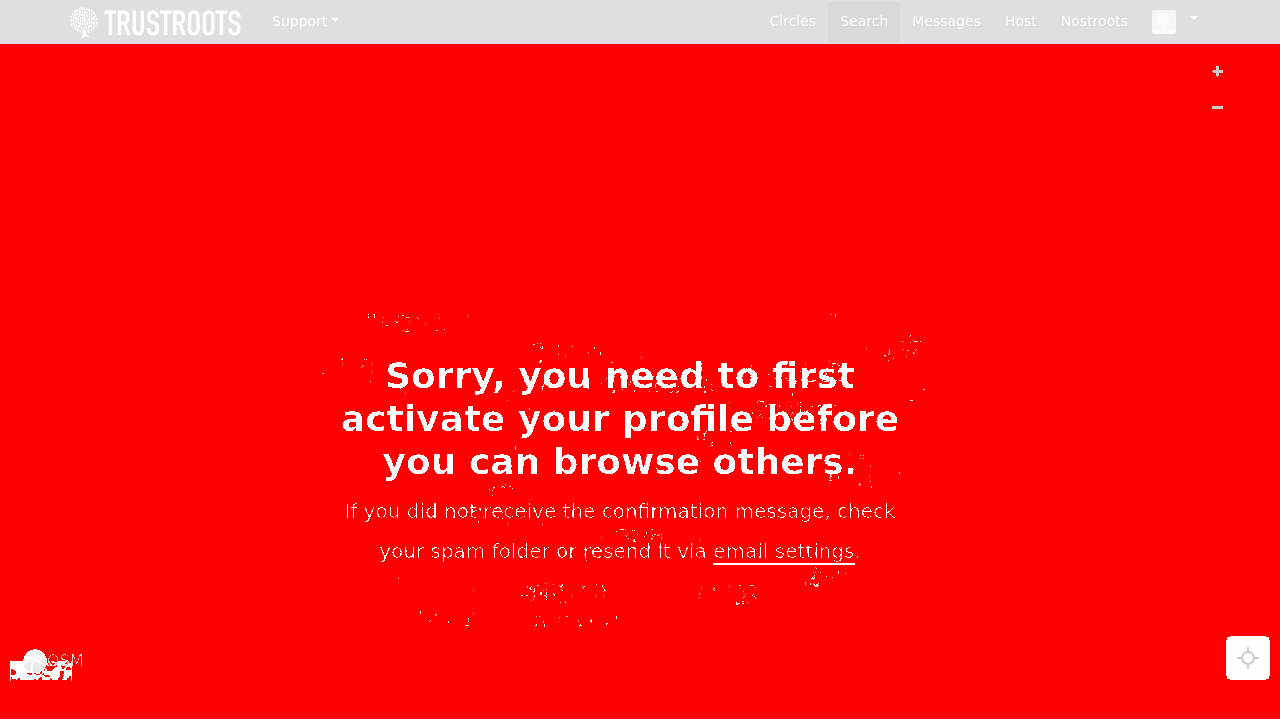 TRUSTROOTS
Support
Circles
Search
Messages
Host
Nostroots
+
−
Sorry, you need to first
activate your profile before
you can browse others.
If you did not receive the confirmation message, check
your spam folder or resend it via email settings.
OSM